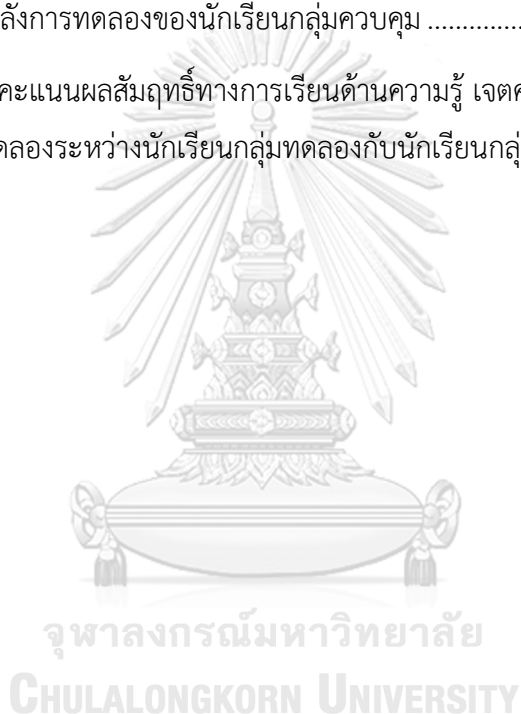 ลังการทดลองของนักเรียนกลุ่มควบคุม ..............
คะแนนผลสัมฤทธิ์ทางการเรียนด้านความรู้ เจต
ดลองระหว่างนักเรียนกลุ่มทดลองกับนักเรียนกลุ่
จุฬาลงกรณ์มหาวิทยาลัย
CHULALONGKORN UNIVERSITY